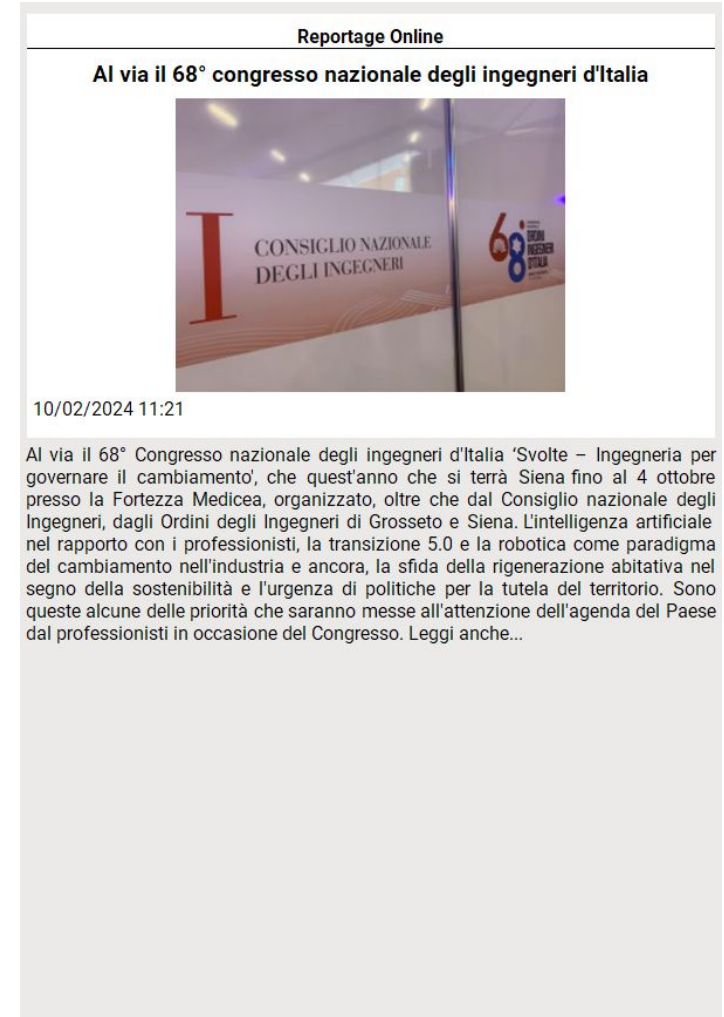 Reportage Online
Al via il 68° congresso nazionale degli ingegneri d'Italia
I
CONSIGLIO NAZIONALE
DEGLI INGEGNERI
68°
ORDINI
INGEGNERI
D'ITALIA
10/02/2024 11:21
Al via il 68° Congresso nazionale degli ingegneri d'Italia ‘Svolte – Ingegneria per
governare il cambiamento', che quest'anno che si terrà Siena fino al 4 ottobre
presso la Fortezza Medicea, organizzato, oltre che dal Consiglio nazionale degli
Ingegneri, dagli Ordini degli Ingegneri di Grosseto e Siena. L'intelligenza artificiale
nel rapporto con i professionisti, la transizione 5.0 e la robotica come paradigma
del cambiamento nell'industria e ancora, la sfida della rigenerazione abitativa nel
segno della sostenibilità e l'urgenza di politiche per la tutela del territorio. Sono
queste alcune delle priorità che saranno messe all'attenzione dell'agenda del Paese
dal professionisti in occasione del Congresso. Leggi anche...